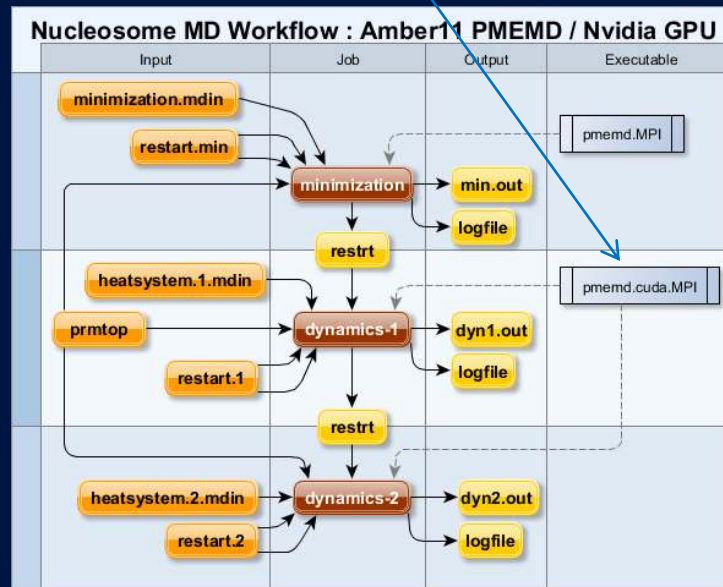 Nucleosome MD Workflow : Amber11 PMEMD / Nvidia GPU
Input Job Output Executable
minimization.mdin
restart.min
pmemd.MPI
minimization
min.out
logfile
restrt
heatsystem.1.mdin
pmemd.cuda.MPI
prmtop
dynamics-1
dyn1.out
restart.1
logfile
restrt
heatsystem.2.mdin
dynamics-2
dyn2.out
restart.2
logfile